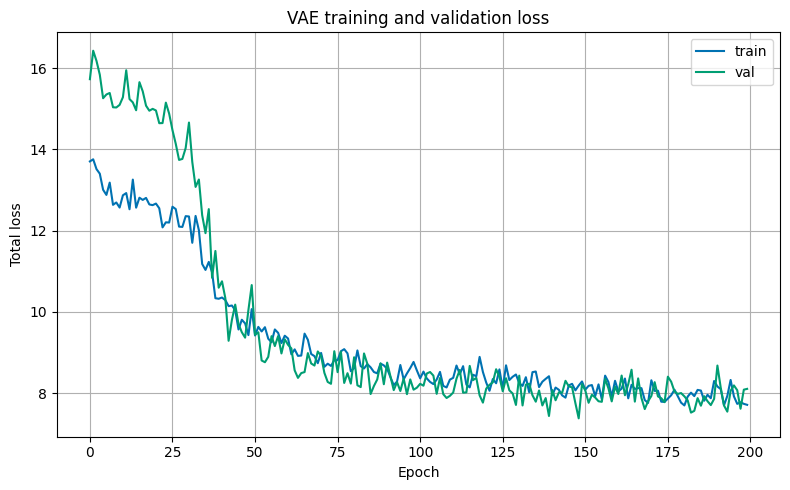 VAE training and validation loss
train
val
Total loss
16
14
12
10
8
0 25 50 75 100 125 150 175 200
Epoch